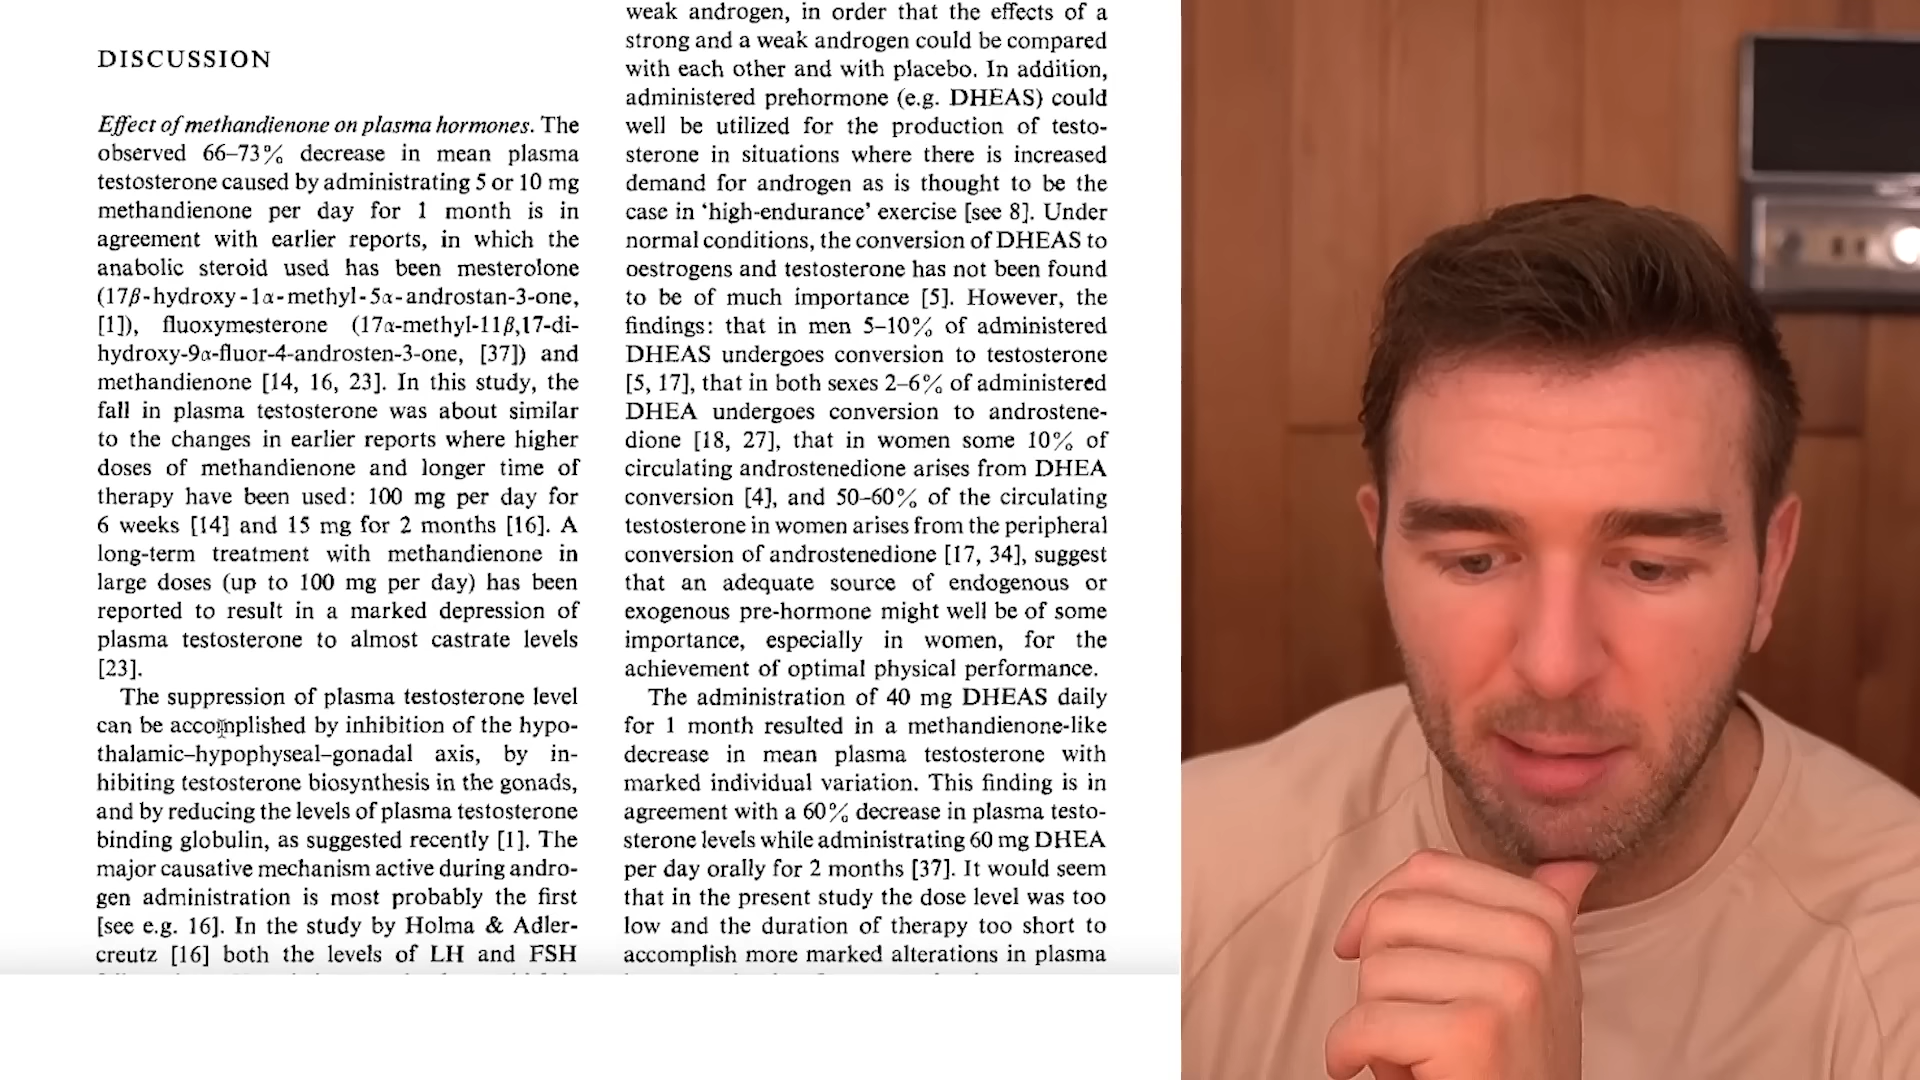 DISCUSSION
Effect of methandienone on plasma hormones. The
observed 66–73% decrease in mean plasma
testosterone caused by administrating 5 or 10 mg
methandienone per day for 1 month is in
agreement with earlier reports, in which the
anabolic steroid used has been mesterolone
(17β-hydroxy-1α-methyl-5α-androstan-3-one,
[1]), fluoxymesterone (17α-methyl-11β,17-di-
hydroxy-9α-fluor-4-androsten-3-one, [37]) and
methandienone [14, 16, 23]. In this study, the
fall in plasma testosterone was about similar
to the changes in earlier reports where higher
doses of methandienone and longer time of
therapy have been used: 100 mg per day for
6 weeks [14] and 15 mg for 2 months [16]. A
long-term treatment with methandienone in
large doses (up to 100 mg per day) has been
reported to result in a marked depression of
plasma testosterone to almost castrate levels
[23].
The suppression of plasma testosterone level
can be accomplished by inhibition of the hypo-
thalamic–hypophyseal–gonadal axis, by in-
hibiting testosterone biosynthesis in the gonads,
and by reducing the levels of plasma testosterone
binding globulin, as suggested recently [1]. The
major causative mechanism active during andro-
gen administration is most probably the first
[see e.g. 16]. In the study by Holma & Adler-
creutz [16] both the levels of LH and FSH
weak androgen, in order that the effects of a
strong and a weak androgen could be compared
with each other and with placebo. In addition,
administered prehormone (e.g. DHEAS) could
well be utilized for the production of testo-
sterone in situations where there is increased
demand for androgen as is thought to be the
case in ‘high-endurance’ exercise [see 8]. Under
normal conditions, the conversion of DHEAS to
oestrogens and testosterone has not been found
to be of much importance [5]. However, the
findings: that in men 5–10% of administered
DHEAS undergoes conversion to testosterone
[5, 17], that in both sexes 2–6% of administered
DHEA undergoes conversion to androstene-
dione [18, 27], that in women some 10% of
circulating androstenedione arises from DHEA
conversion [4], and 50–60% of the circulating
testosterone in women arises from the peripheral
conversion of androstenedione [17, 34], suggest
that an adequate source of endogenous or
exogenous pre-hormone might well be of some
importance, especially in women, for the
achievement of optimal physical performance.
The administration of 40 mg DHEAS daily
for 1 month resulted in a methandienone-like
decrease in mean plasma testosterone with
marked individual variation. This finding is in
agreement with a 60% decrease in plasma testo-
sterone levels while administrating 60 mg DHEA
per day orally for 2 months [37]. It would seem
that in the present study the dose level was too
low and the duration of therapy too short to
accomplish more marked alterations in plasma